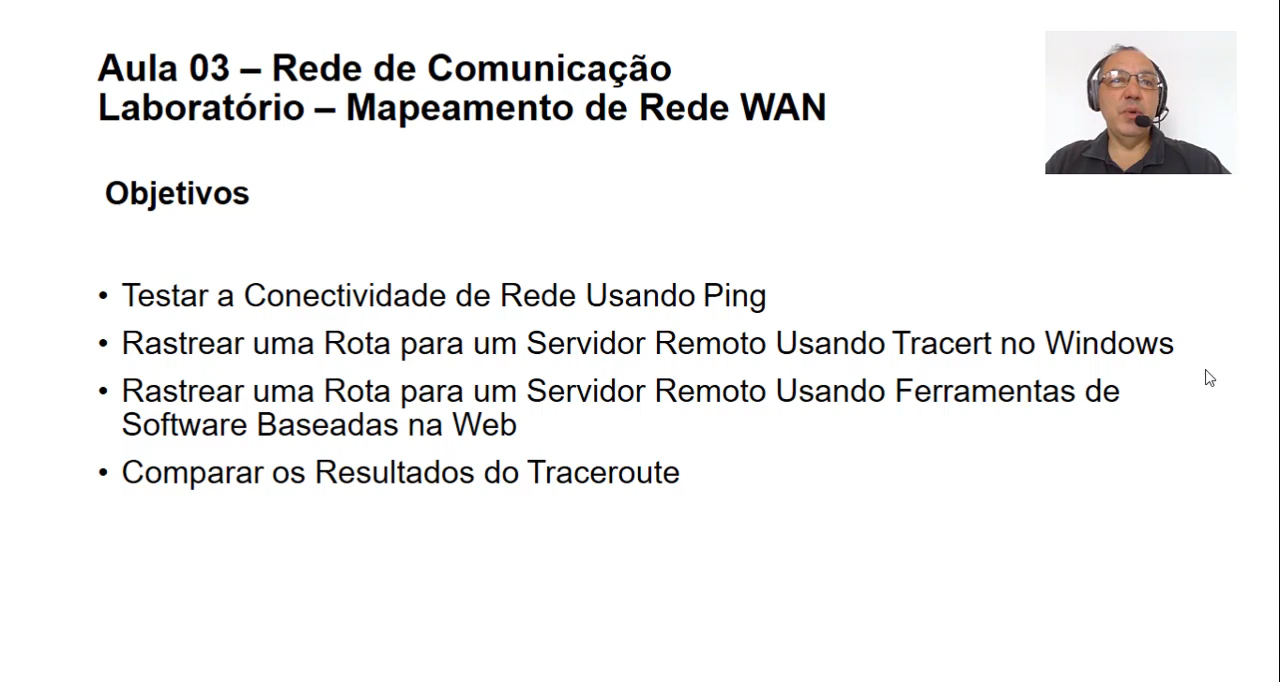 Aula 03 – Rede de Comunicação
Laboratório – Mapeamento de Rede WAN
Objetivos
• Testar a Conectividade de Rede Usando Ping
• Rastrear uma Rota para um Servidor Remoto Usando Tracert no Windows
• Rastrear uma Rota para um Servidor Remoto Usando Ferramentas de
Software Baseadas na Web
• Comparar os Resultados do Traceroute